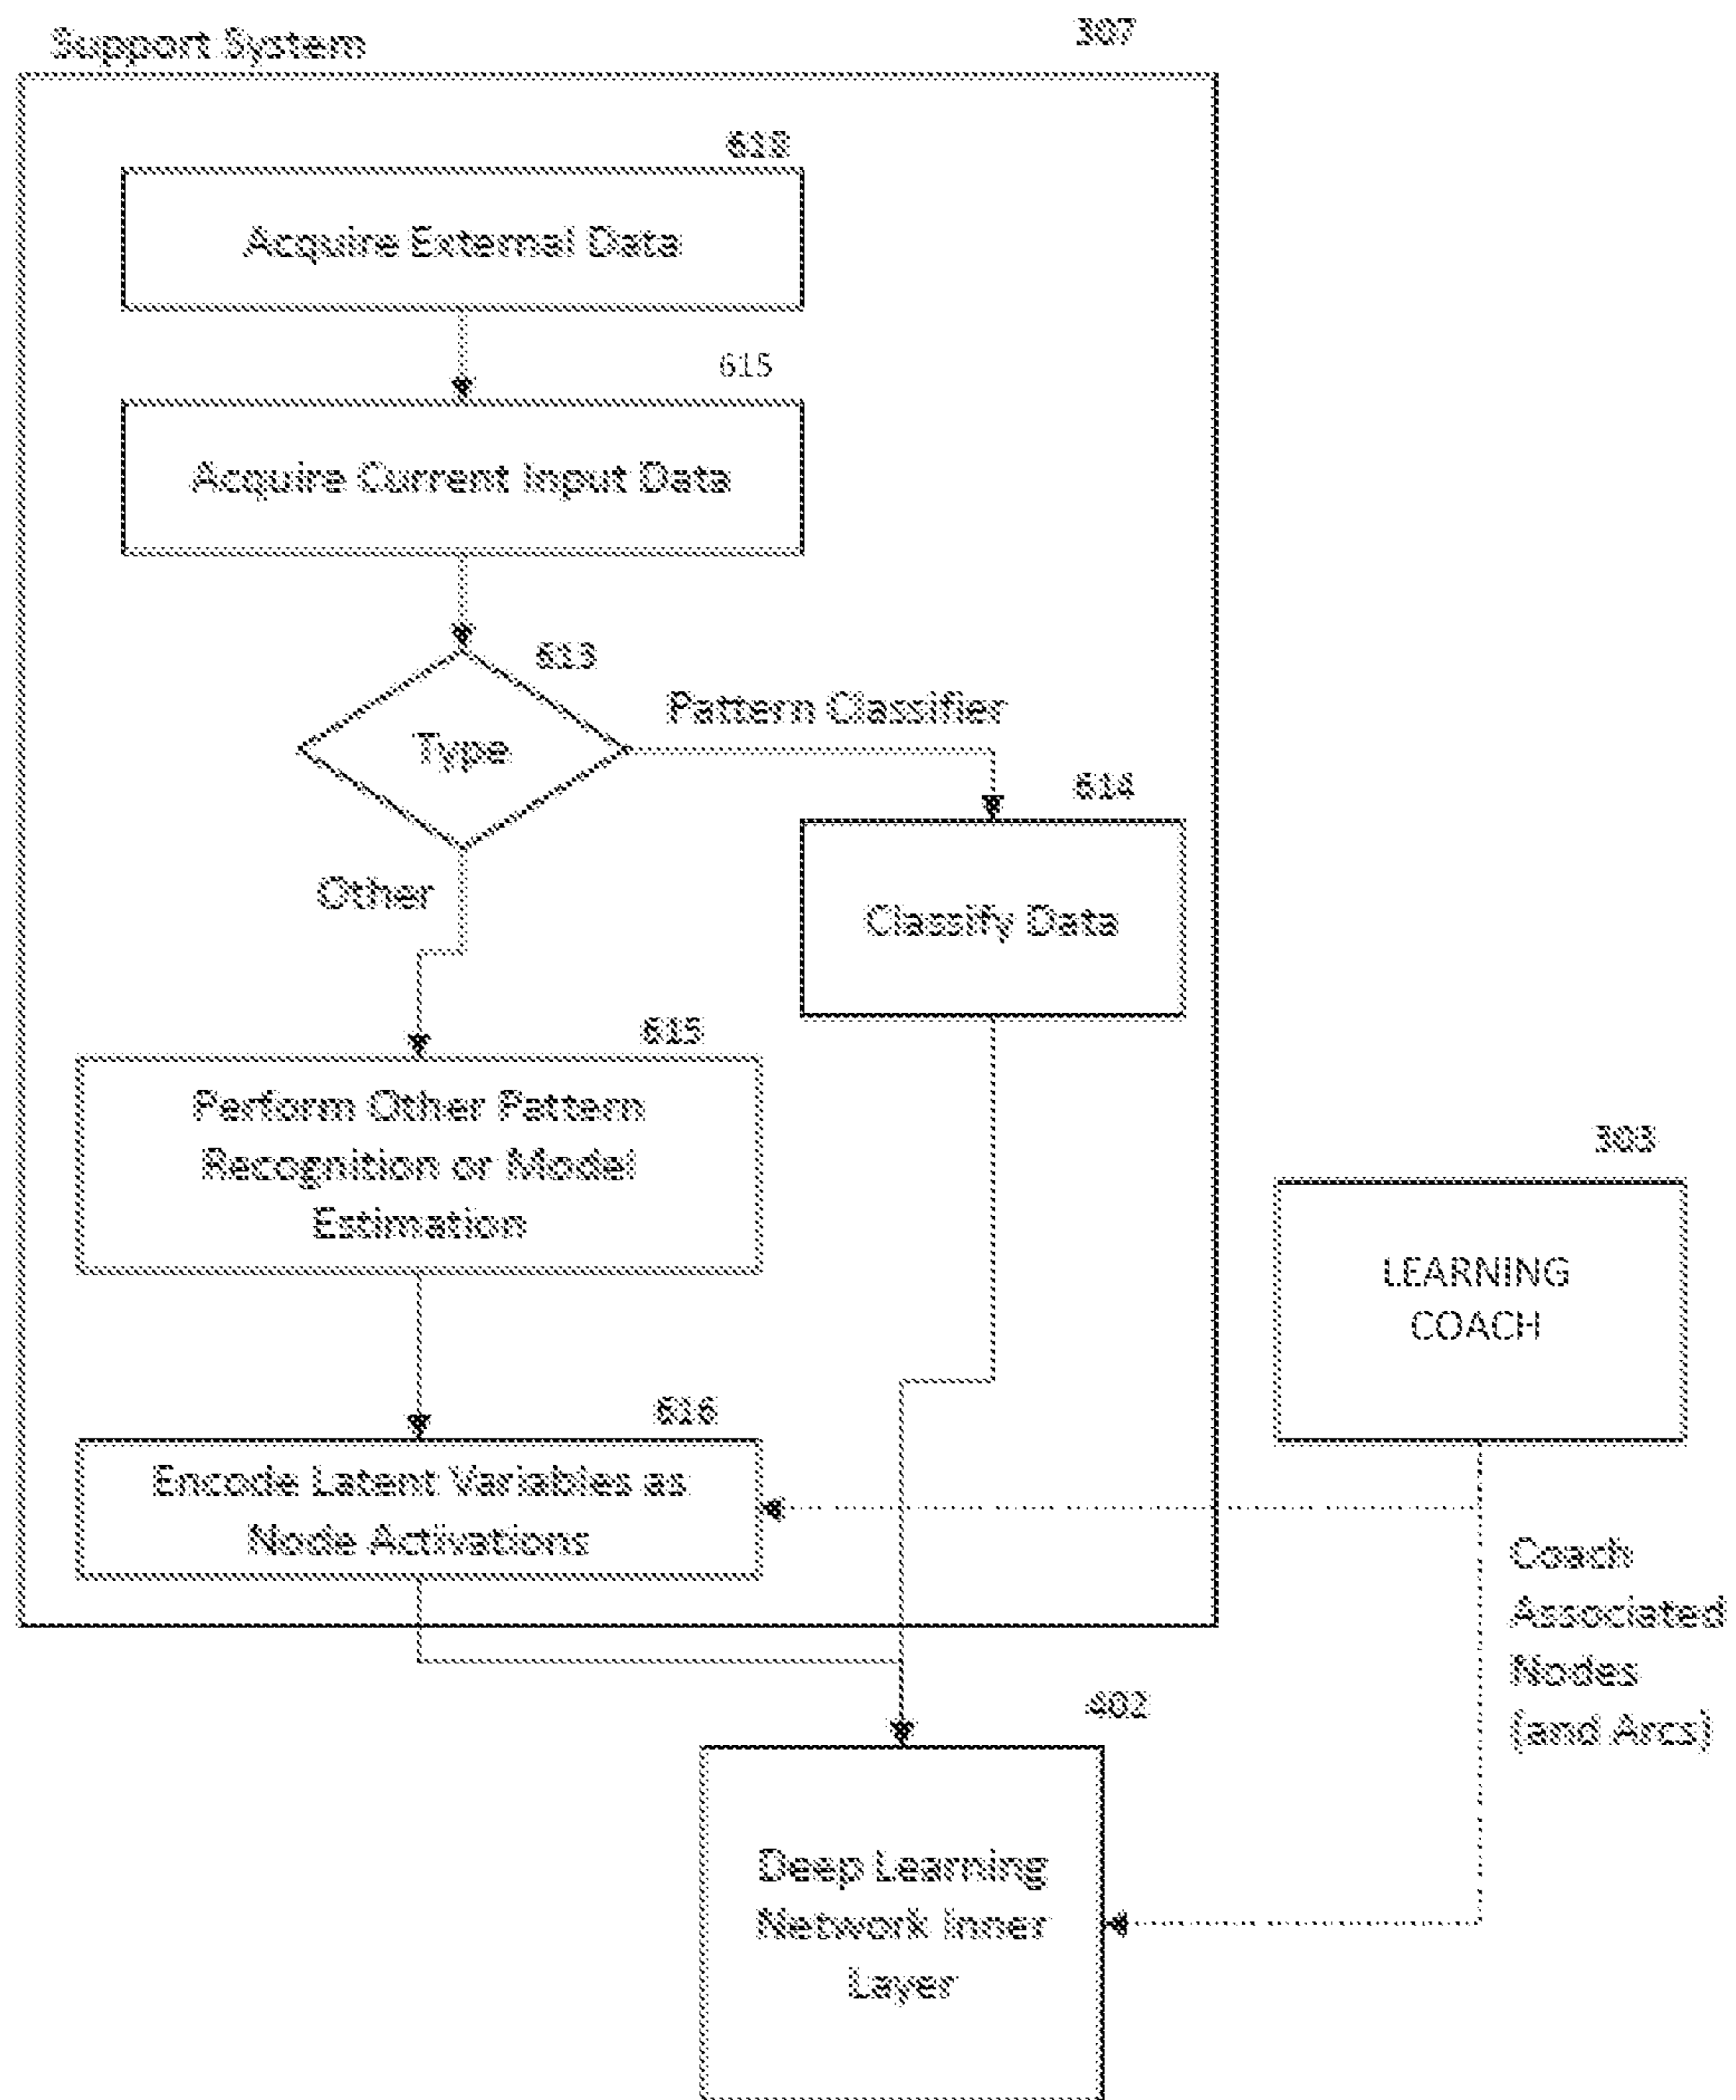 Support System
307
618
Acquire External Data
615
Acquire Current Input Data
613
Type
Pattern Classifier
614
Classify Data
Other
615
Perform Other Pattern
Recognition or Model
Estimation
303
LEARNING
COACH
616
Encode Latent Variables as
Node Activations
Coach
Associated
Nodes
(and Arcs)
402
Deep Learning
Network Inner
Layer